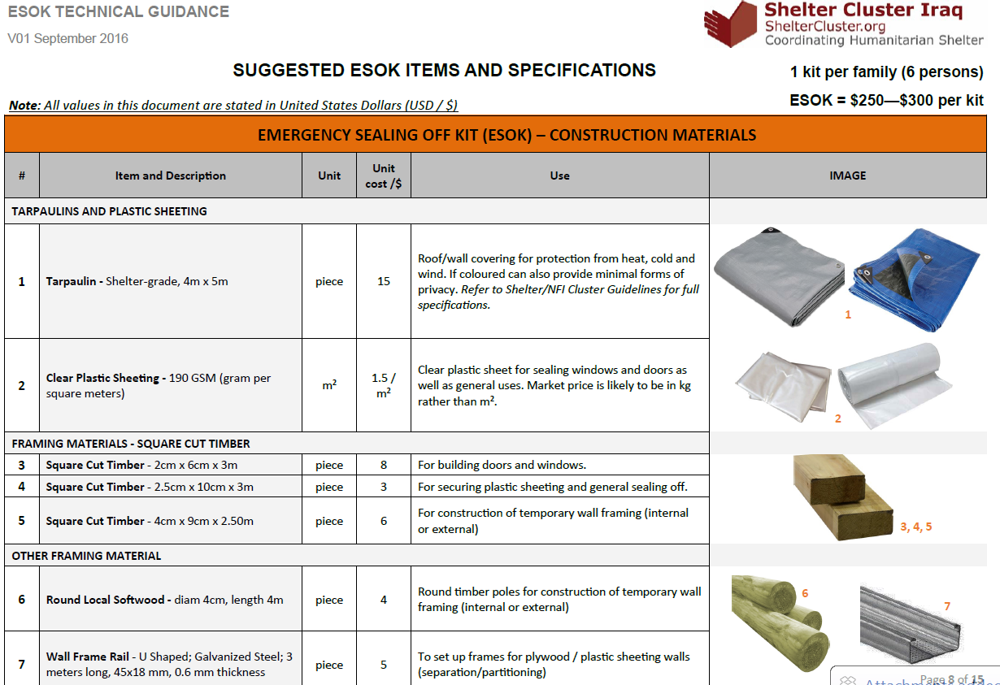 ESOK TECHNICAL GUIDANCE
V01 September 2016
Shelter Cluster Iraq
ShelterCluster.org
Coordinating Humanitarian Shelter
SUGGESTED ESOK ITEMS AND SPECIFICATIONS
1 kit per family (6 persons)
Note: All values in this document are stated in United States Dollars (USD / $)
ESOK = $250—$300 per kit
EMERGENCY SEALING OFF KIT (ESOK) – CONSTRUCTION MATERIALS
# Item and Description Unit Unit cost /$ Use IMAGE
TARPAULINS AND PLASTIC SHEETING
1 Tarpaulin - Shelter-grade, 4m x 5m piece 15
Roof/wall covering for protection from heat, cold and
wind. If coloured can also provide minimal forms of
privacy. Refer to Shelter/NFI Cluster Guidelines for full
specifications.
1
2
Clear Plastic Sheeting - 190 GSM (gram per
square meters)
m²
1.5 /
m²
Clear plastic sheet for sealing windows and doors as
well as general uses. Market price is likely to be in kg
rather than m².
2
FRAMING MATERIALS - SQUARE CUT TIMBER
3 Square Cut Timber - 2cm x 6cm x 3m piece 8 For building doors and windows.
4 Square Cut Timber - 2.5cm x 10cm x 3m piece 3 For securing plastic sheeting and general sealing off.
5 Square Cut Timber - 4cm x 9cm x 2.50m piece 6
For construction of temporary wall framing (internal
or external)
3, 4, 5
OTHER FRAMING MATERIAL
6 Round Local Softwood - diam 4cm, length 4m piece 4
Round timber poles for construction of temporary wall
framing (internal or external)
6
7
7
Wall Frame Rail - U Shaped; Galvanized Steel; 3
meters long, 45x18 mm, 0.6 mm thickness
piece 5
To set up frames for plywood / plastic sheeting walls
(separation/partitioning)
Page 8 of 15